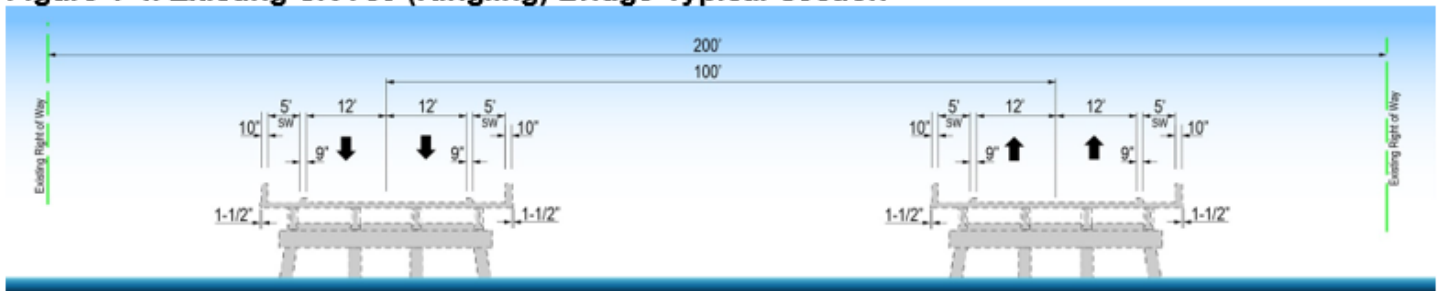 200'
100'
5' 12' 12' 5' 5' 12' 12' 5'
SW SW SW SW
10" 10" 10" 10"
9" 9" 9" 9"
Existing Right of Way
Existing Right of Way
1-1/2" 1-1/2" 1-1/2" 1-1/2"